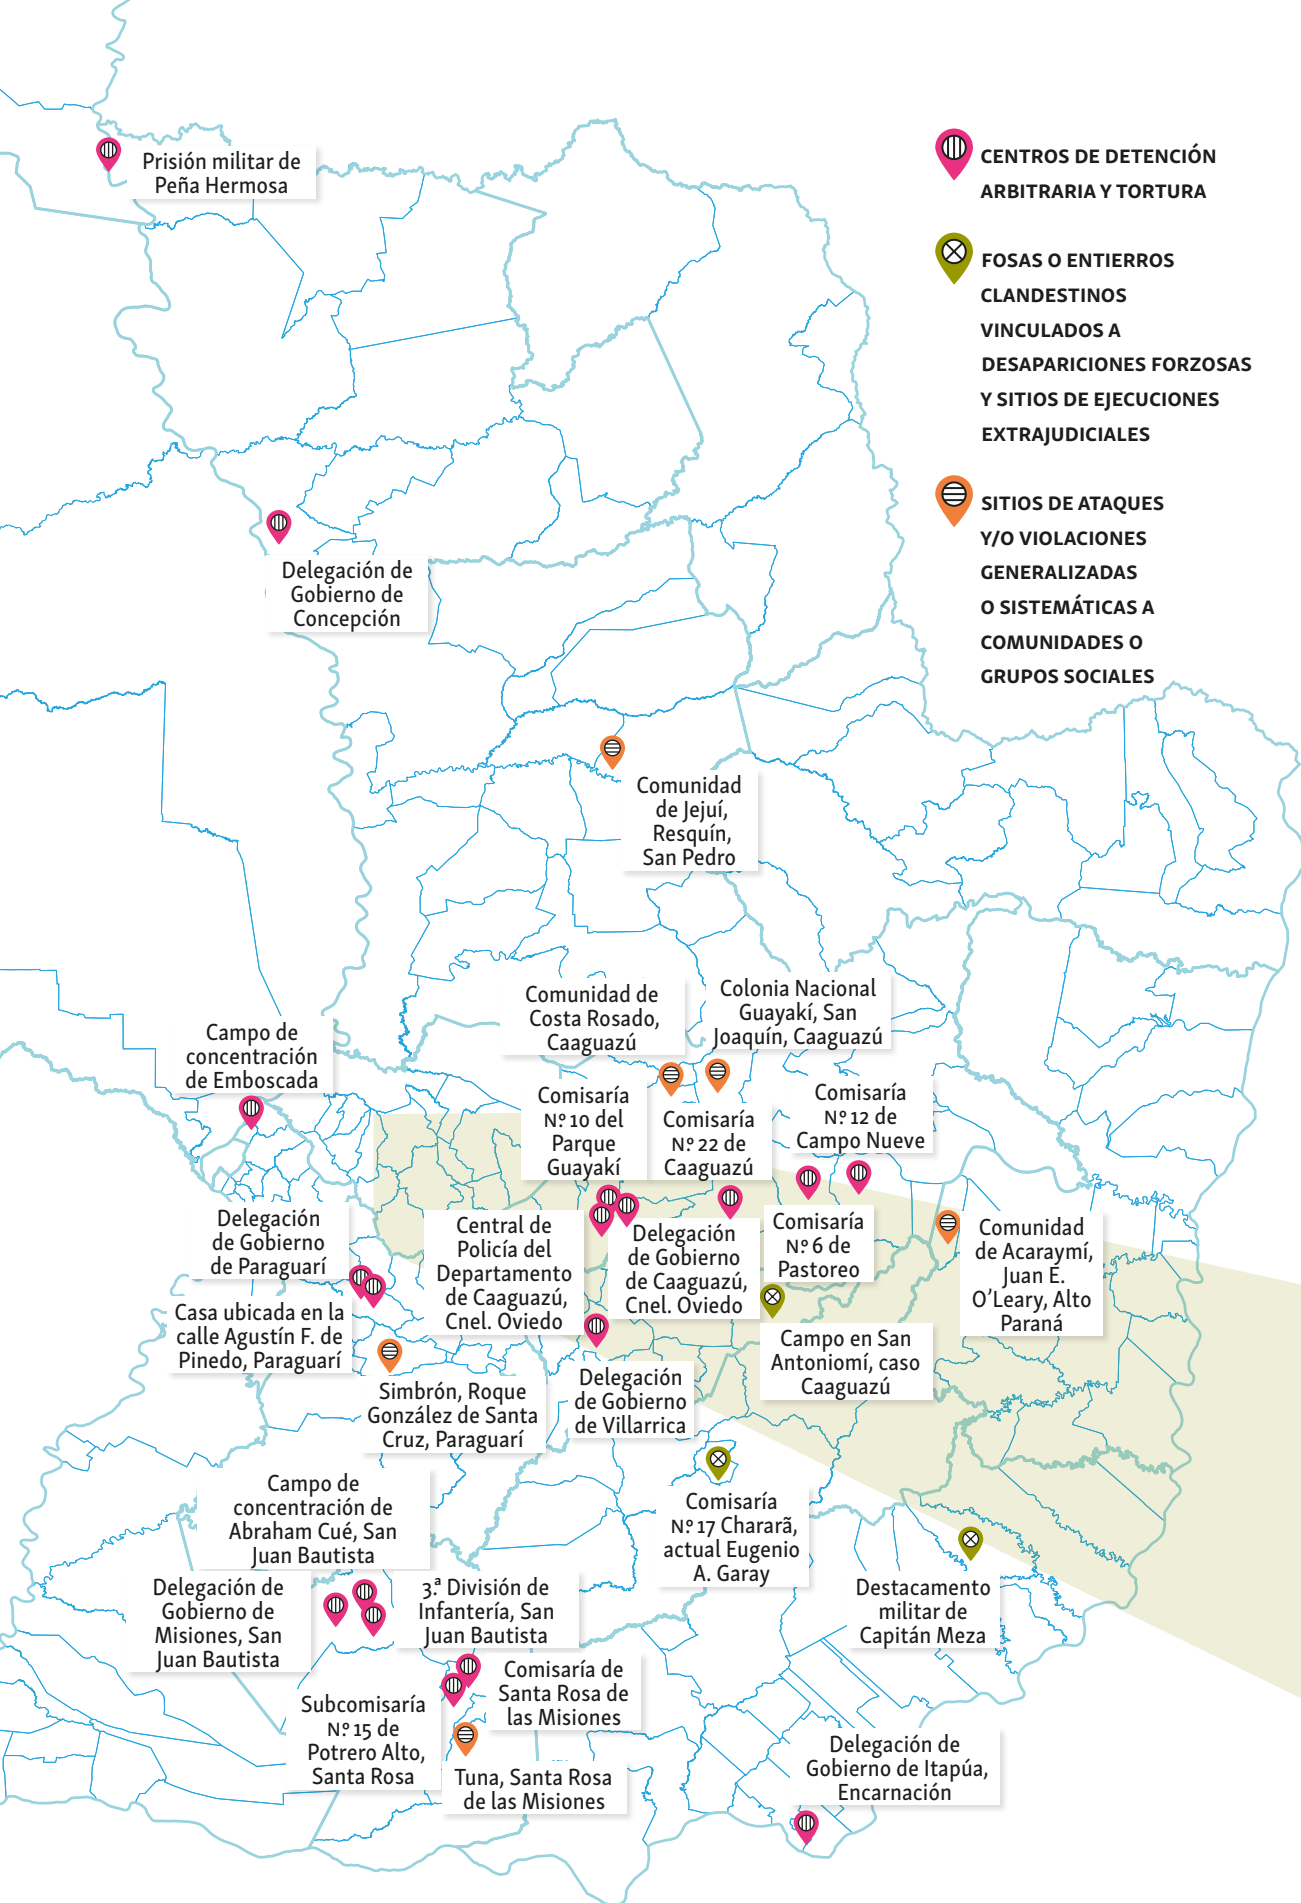 Prisión militar de
Peña Hermosa
CENTROS DE DETENCIÓN
ARBITRARIA Y TORTURA
FOSAS O ENTIERROS
CLANDESTINOS
VINCULADOS A
DESAPARICIONES FORZOSAS
Y SITIOS DE EJECUCIONES
EXTRAJUDICIALES
SITIOS DE ATAQUES
Y/O VIOLACIONES
GENERALIZADAS
O SISTEMÁTICAS A
COMUNIDADES O
GRUPOS SOCIALES
Delegación de
Gobierno de
Concepción
Comunidad
de Jejuí,
Resquín,
San Pedro
Comunidad de
Costa Rosado,
Caaguazú
Colonia Nacional
Guayakí, San
Joaquín, Caaguazú
Campo de
concentración
de Emboscada
Comisaría
Nº 10 del
Parque
Guayakí
Comisaría
Nº 22 de
Caaguazú
Comisaría
Nº 12 de
Campo Nueve
Delegación
de Gobierno
de Paraguarí
Central de
Policía del
Departamento
de Caaguazú,
Cnel. Oviedo
Delegación
de Gobierno
de Caaguazú,
Cnel. Oviedo
Comisaría
Nº 6 de
Pastoreo
Comunidad
de Acaraymí,
Juan E.
O’Leary, Alto
Paraná
Casa ubicada en la
calle Agustín F. de
Pinedo, Paraguarí
Campo en San
Antoniomí, caso
Caaguazú
Simbrón, Roque
González de Santa
Cruz, Paraguarí
Delegación
de Gobierno
de Villarrica
Campo de
concentración de
Abraham Cué, San
Juan Bautista
Comisaría
Nº 17 Chararã,
actual Eugenio
A. Garay
Delegación de
Gobierno de
Misiones, San
Juan Bautista
3.ª División de
Infantería, San
Juan Bautista
Destacamento
militar de
Capitán Meza
Comisaría de
Santa Rosa de
las Misiones
Subcomisaría
Nº 15 de
Potrero Alto,
Santa Rosa
Tuna, Santa Rosa
de las Misiones
Delegación de
Gobierno de Itapúa,
Encarnación